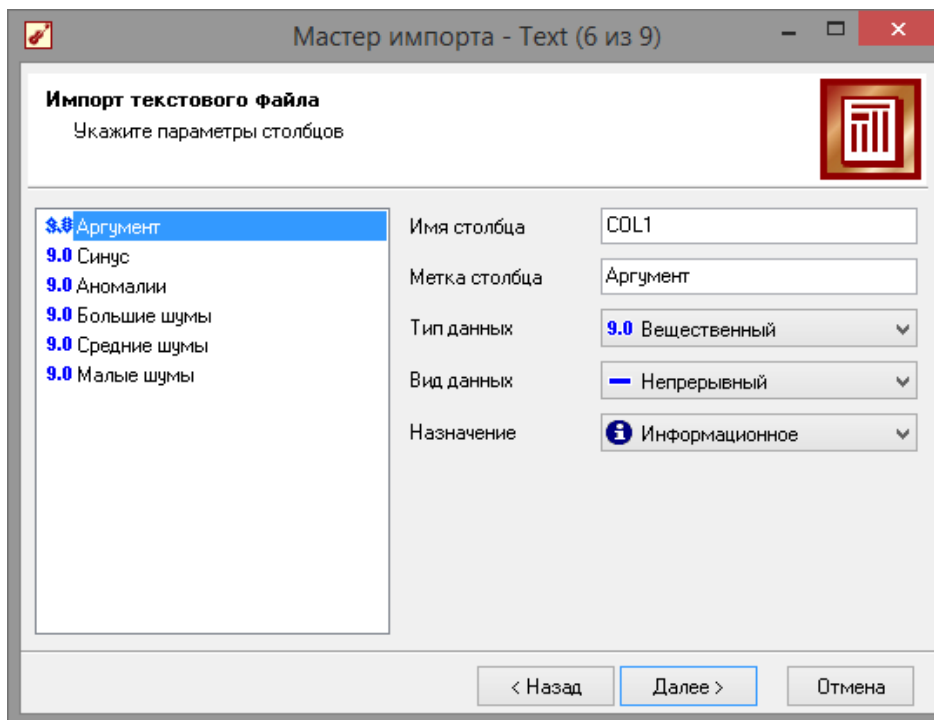 Мастер импорта - Text (6 из 9)
Импорт текстового файла
Укажите параметры столбцов
9.0 Аргумент
9.0 Синус
9.0 Аномалии
9.0 Большие шумы
9.0 Средние шумы
9.0 Малые шумы
Имя столбца COL1
Метка столбца Аргумент
Тип данных 9.0 Вещественный
Вид данных Непрерывный
Назначение Информационное
< Назад Далее > Отмена